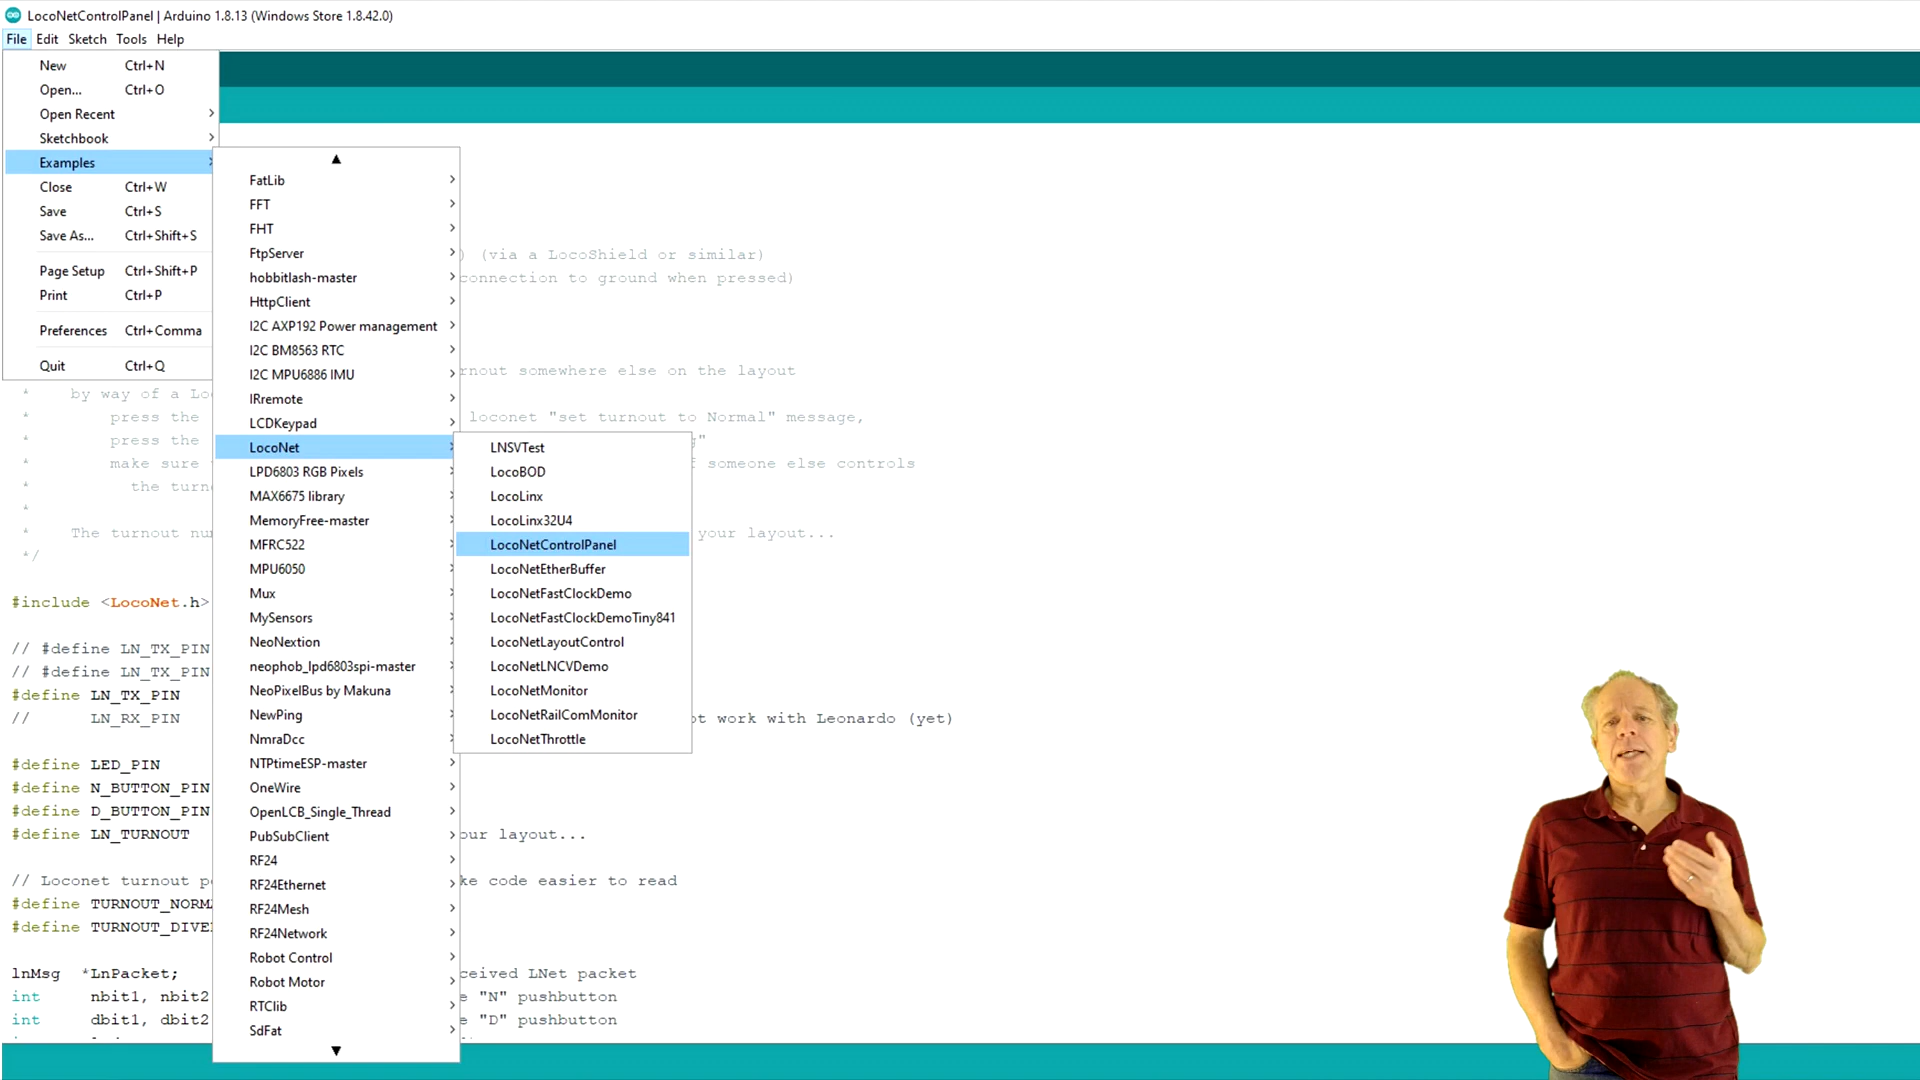 LocoNetControlPanel | Arduino 1.8.13 (Windows Store 1.8.42.0)
File Edit Sketch Tools Help
New Ctrl+N
Open... Ctrl+O
Open Recent
Sketchbook
Examples
Close Ctrl+W
Save Ctrl+S
Save As... Ctrl+Shift+S
Page Setup Ctrl+Shift+P
Print Ctrl+P
Preferences Ctrl+Comma
Quit Ctrl+Q
FatLib
FFT
FHT
FtpServer
hobbitlash-master
HttpClient
I2C AXP192 Power management
I2C BM8563 RTC
I2C MPU6886 IMU
IRremote
LCDKeypad
LocoNet
LPD6803 RGB Pixels
MAX6675 library
MemoryFree-master
MFRC522
MPU6050
Mux
MySensors
NeoNextion
neophob_lpd6803spi-master
NeoPixelBus by Makuna
NewPing
NmraDcc
NTPtimeESP-master
OneWire
OpenLCB_Single_Thread
PubSubClient
RF24
RF24Ethernet
RF24Mesh
RF24Network
Robot Control
Robot Motor
RTClib
SdFat
LNSVTest
LocoBOD
LocoLinx
LocoLinx32U4
LocoNetControlPanel
LocoNetEtherBuffer
LocoNetFastClockDemo
LocoNetFastClockDemoTiny841
LocoNetLayoutControl
LocoNetLNCVDemo
LocoNetMonitor
LocoNetRailComMonitor
LocoNetThrottle
) (via a LocoShield or similar)
connection to ground when pressed)
rnout somewhere else on the layout
* by way of a Lo
* press the loconet "set turnout to Normal" message,
* press the g"
* make sure f someone else controls
* the turn
*
* The turnout nu your layout...
*/
#include <LocoNet.h>
// #define LN_TX_PIN
// #define LN_TX_PIN
#define LN_TX_PIN
// LN_RX_PIN ot work with Leonardo (yet)
#define LED_PIN
#define N_BUTTON_PIN
#define D_BUTTON_PIN
#define LN_TURNOUT our layout...
// Loconet turnout po ke code easier to read
#define TURNOUT_NORMA
#define TURNOUT_DIVE
lnMsg *LnPacket; ceived LNet packet
int nbit1, nbit2 e "N" pushbutton
int dbit1, dbit2 e "D" pushbutton